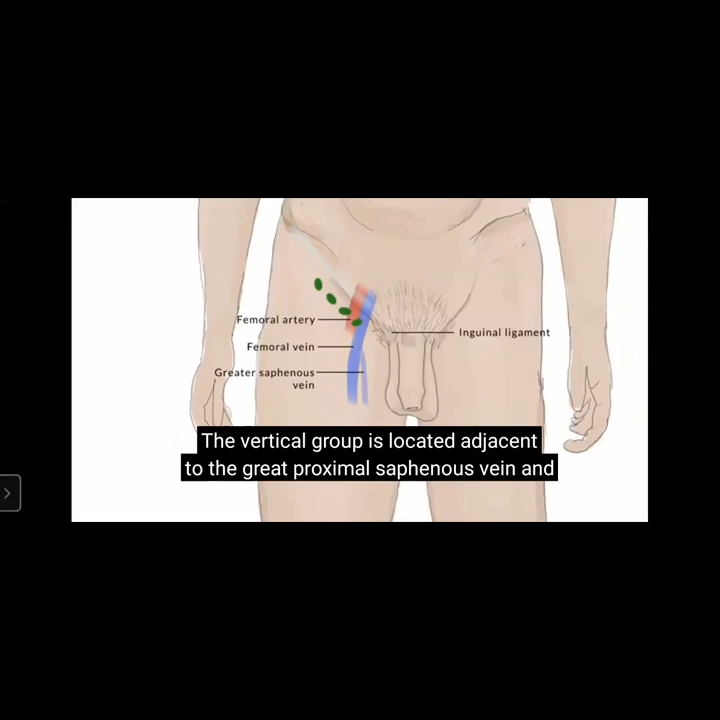 Femoral artery
Inguinal ligament
Femoral vein
Greater saphenous
vein
The vertical group is located adjacent
to the great proximal saphenous vein and